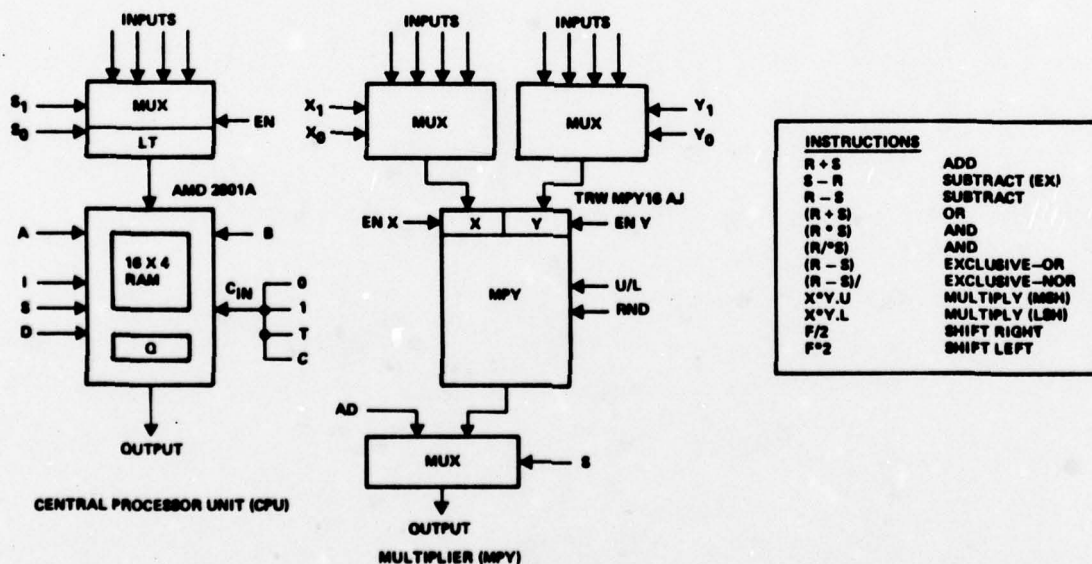 INPUTS
S1
S0
MUX
LT
EN
AMD 2901A
A
B
16 X 4
RAM
I
S
D
CIN
0
1
T
C
Q
OUTPUT
CENTRAL PROCESSOR UNIT (CPU)
INPUTS
INPUTS
X1
X0
MUX
MUX
Y1
Y0
TRW MPY16 AJ
EN X
X
Y
EN Y
MPY
U/L
RND
AD
MUX
S
OUTPUT
MULTIPLIER (MPY)
INSTRUCTIONS
R + S ADD
S – R SUBTRACT (EX)
R – S SUBTRACT
(R + S) OR
(R * S) AND
(R/*S) AND
(R – S) EXCLUSIVE–OR
(R – S)/ EXCLUSIVE–NOR
X*Y.U MULTIPLY (MSH)
X*Y.L MULTIPLY (LSH)
F/2 SHIFT RIGHT
F*2 SHIFT LEFT